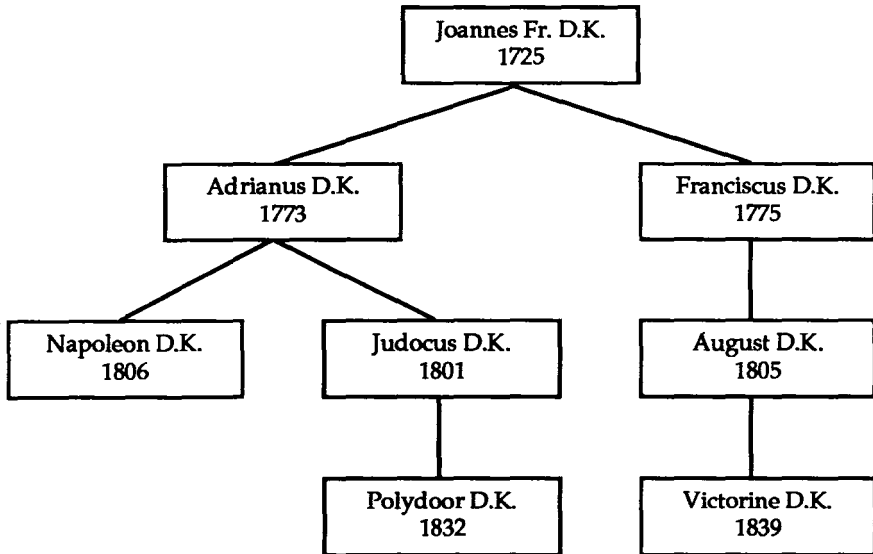 Joannes Fr. D.K.
1725
Adrianus D.K.
1773
Franciscus D.K.
1775
Napoleon D.K.
1806
Judocus D.K.
1801
August D.K.
1805
Polydoor D.K.
1832
Victorine D.K.
1839